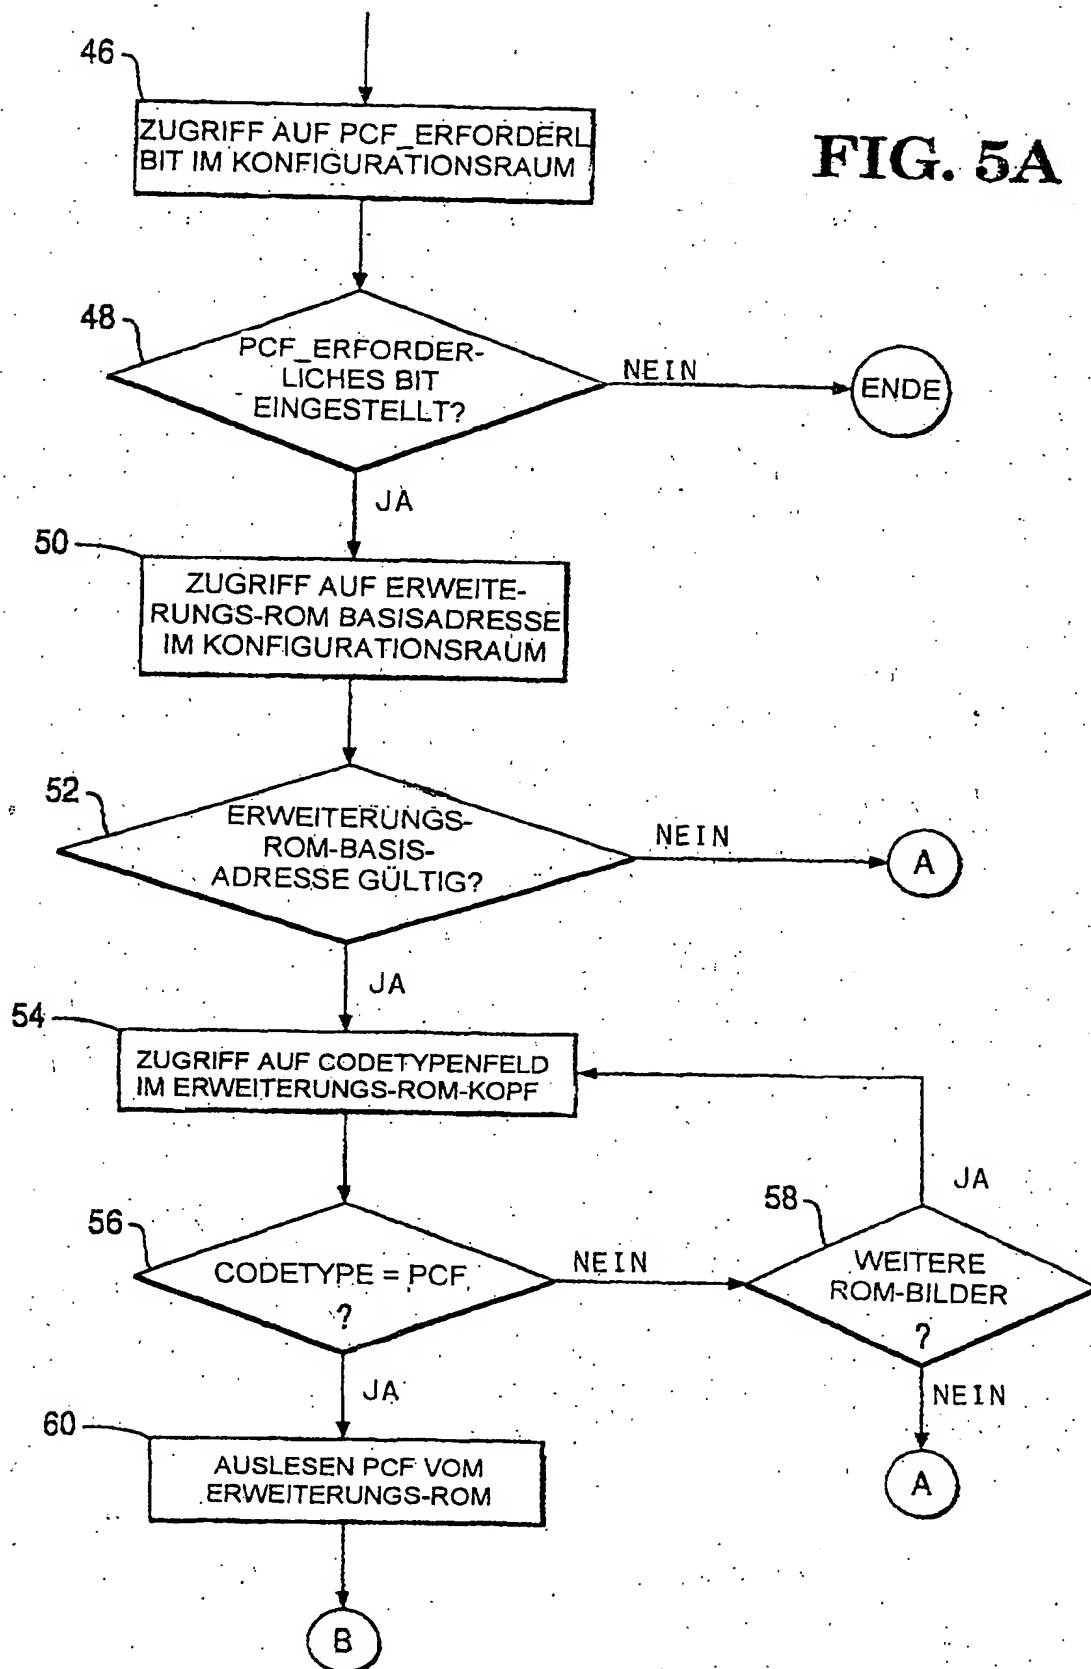 46
ZUGRIFF AUF PCF_ERFORDERL
BIT IM KONFIGURATIONSRAUM
FIG. 5A
48
PCF_ERFORDER-
LICHES BIT
EINGESTELLT?
NEIN
ENDE
JA
50
ZUGRIFF AUF ERWEITE-
RUNGS-ROM BASISADRESSE
IM KONFIGURATIONSRAUM
52
ERWEITERUNGS-
ROM-BASIS-
ADRESSE GÜLTIG?
NEIN
A
JA
54
ZUGRIFF AUF CODETYPENFELD
IM ERWEITERUNGS-ROM-KOPF
56
CODETYPE = PCF
?
NEIN
58
JA
WEITERE
ROM-BILDER
?
NEIN
A
JA
60
AUSLESEN PCF VOM
ERWEITERUNGS-ROM
B